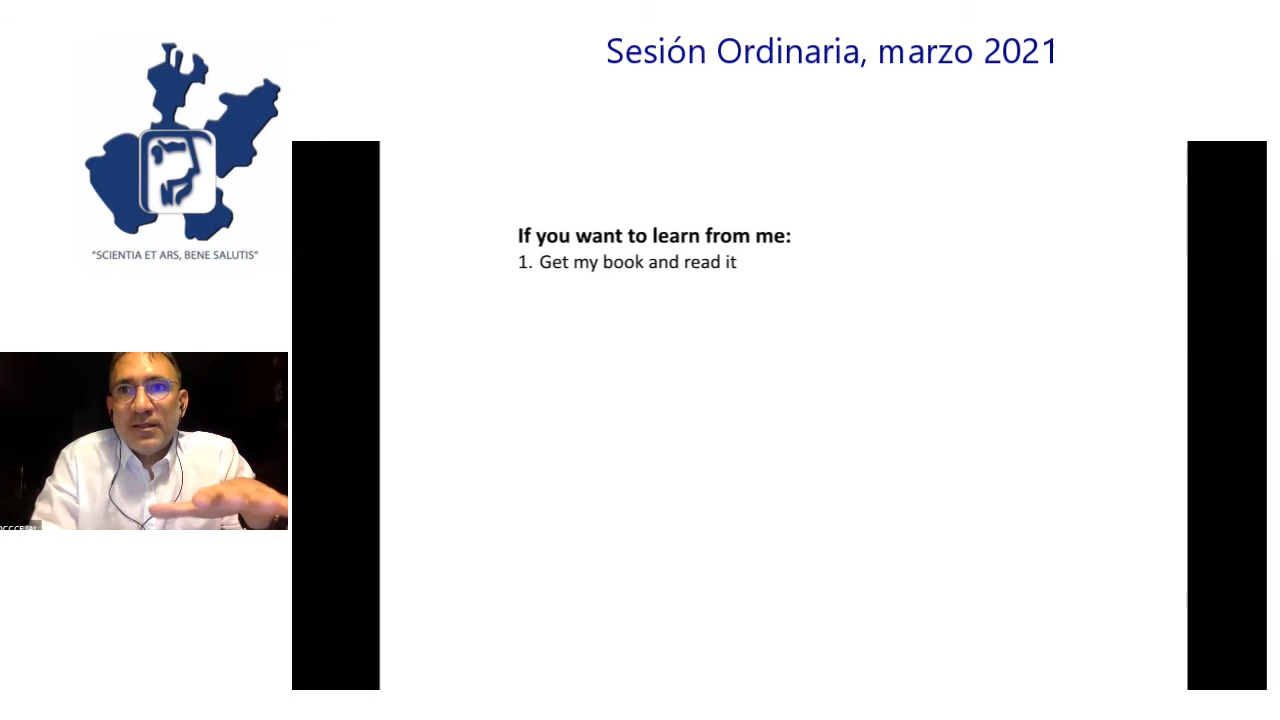 Sesión Ordinaria, marzo 2021
"SCIENTIA ET ARS, BENE SALUTIS"
If you want to learn from me:
1. Get my book and read it